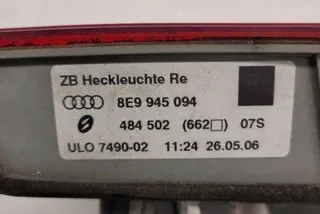 ZB Heckleuchte Re
8E9 945 094
484 502 (662□) 07S
ULO 7490-02 11:24 26.05.06